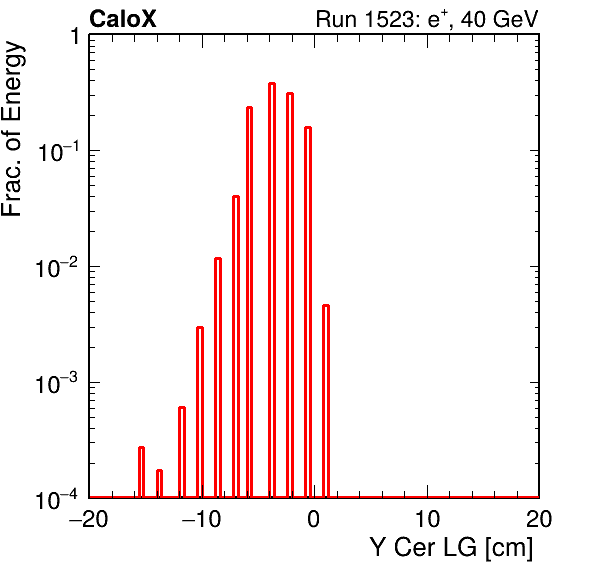 CaloX Run 1523: e⁺, 40 GeV
Frac. of Energy
1
10⁻¹
10⁻²
10⁻³
10⁻⁴
−20 −10 0 10 20
Y Cer LG [cm]